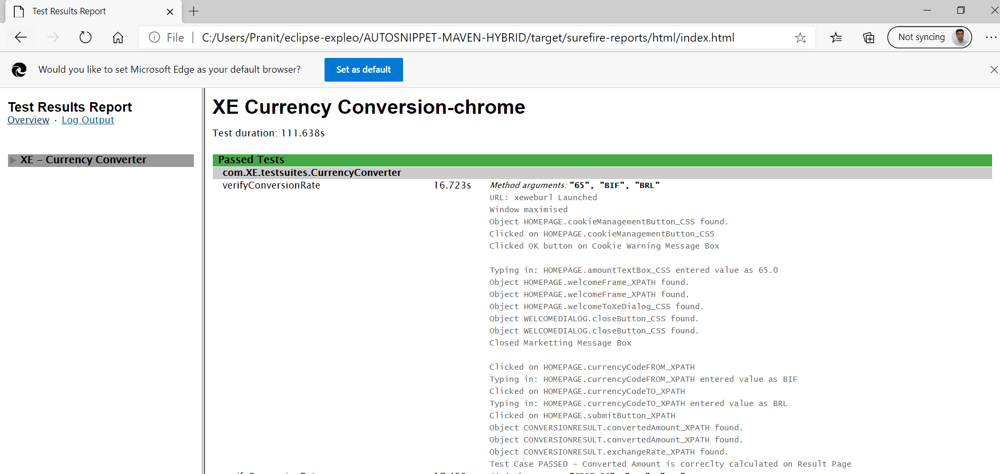 Test Results Report
File | C:/Users/Pranit/eclipse-expleo/AUTOSNIPPET-MAVEN-HYBRID/target/surefire-reports/html/index.html
Not syncing
Would you like to set Microsoft Edge as your default browser?
Set as default
Test Results Report
Overview · Log Output
XE – Currency Converter
XE Currency Conversion-chrome
Test duration: 111.638s
Passed Tests
com.XE.testsuites.CurrencyConverter
verifyConversionRate 16.723s Method arguments: "65", "BIF", "BRL"
URL: xeweburl Launched
Window maximised
Object HOMEPAGE.cookieManagementButton_CSS found.
Clicked on HOMEPAGE.cookieManagementButton_CSS
Clicked OK button on Cookie Warning Message Box
Typing in: HOMEPAGE.amountTextBox_CSS entered value as 65.0
Object HOMEPAGE.welcomeFrame_XPATH found.
Object HOMEPAGE.welcomeFrame_XPATH found.
Object HOMEPAGE.welcomeToXeDialog_CSS found.
Object WELCOMEDIALOG.closeButton_CSS found.
Object WELCOMEDIALOG.closeButton_CSS found.
Closed Marketting Message Box
Clicked on HOMEPAGE.currencyCodeFROM_XPATH
Typing in: HOMEPAGE.currencyCodeFROM_XPATH entered value as BIF
Clicked on HOMEPAGE.currencyCodeTO_XPATH
Typing in: HOMEPAGE.currencyCodeTO_XPATH entered value as BRL
Clicked on HOMEPAGE.submitButton_XPATH
Object CONVERSIONRESULT.convertedAmount_XPATH found.
Object CONVERSIONRESULT.convertedAmount_XPATH found.
Object CONVERSIONRESULT.exchangeRate_XPATH found.
Test Case PASSED - Converted Amount is correclty calculated on Result Page